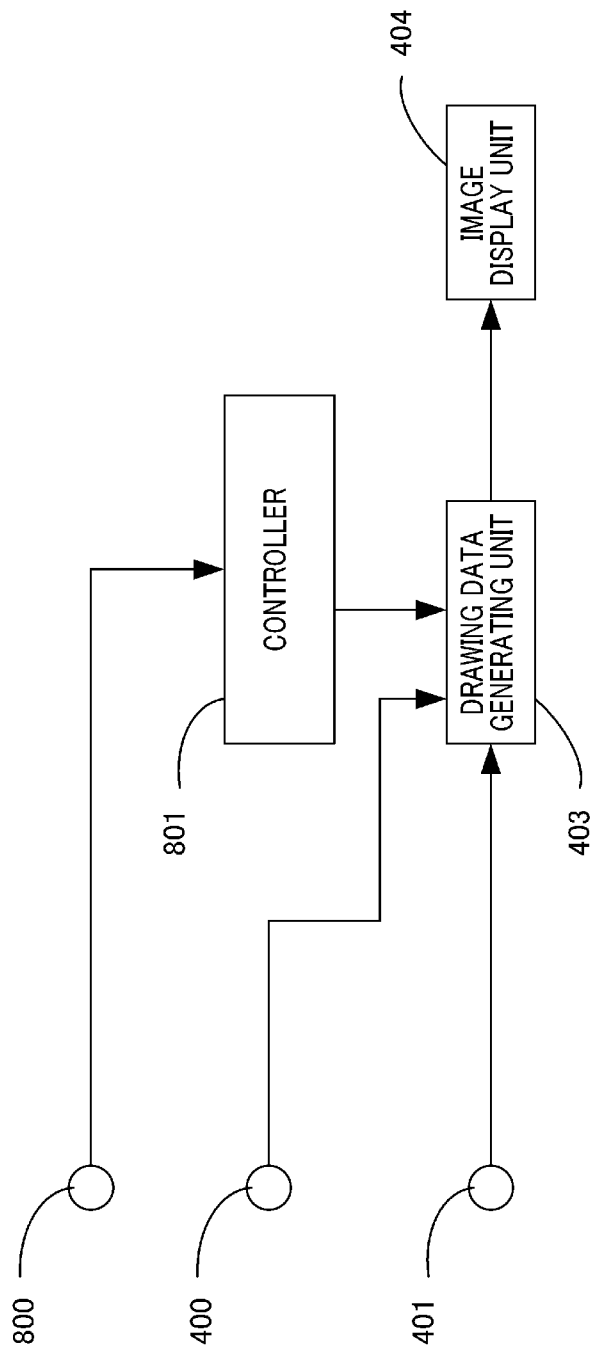 800
400
401
801
CONTROLLER
DRAWING DATA
GENERATING UNIT
403
404
IMAGE
DISPLAY UNIT